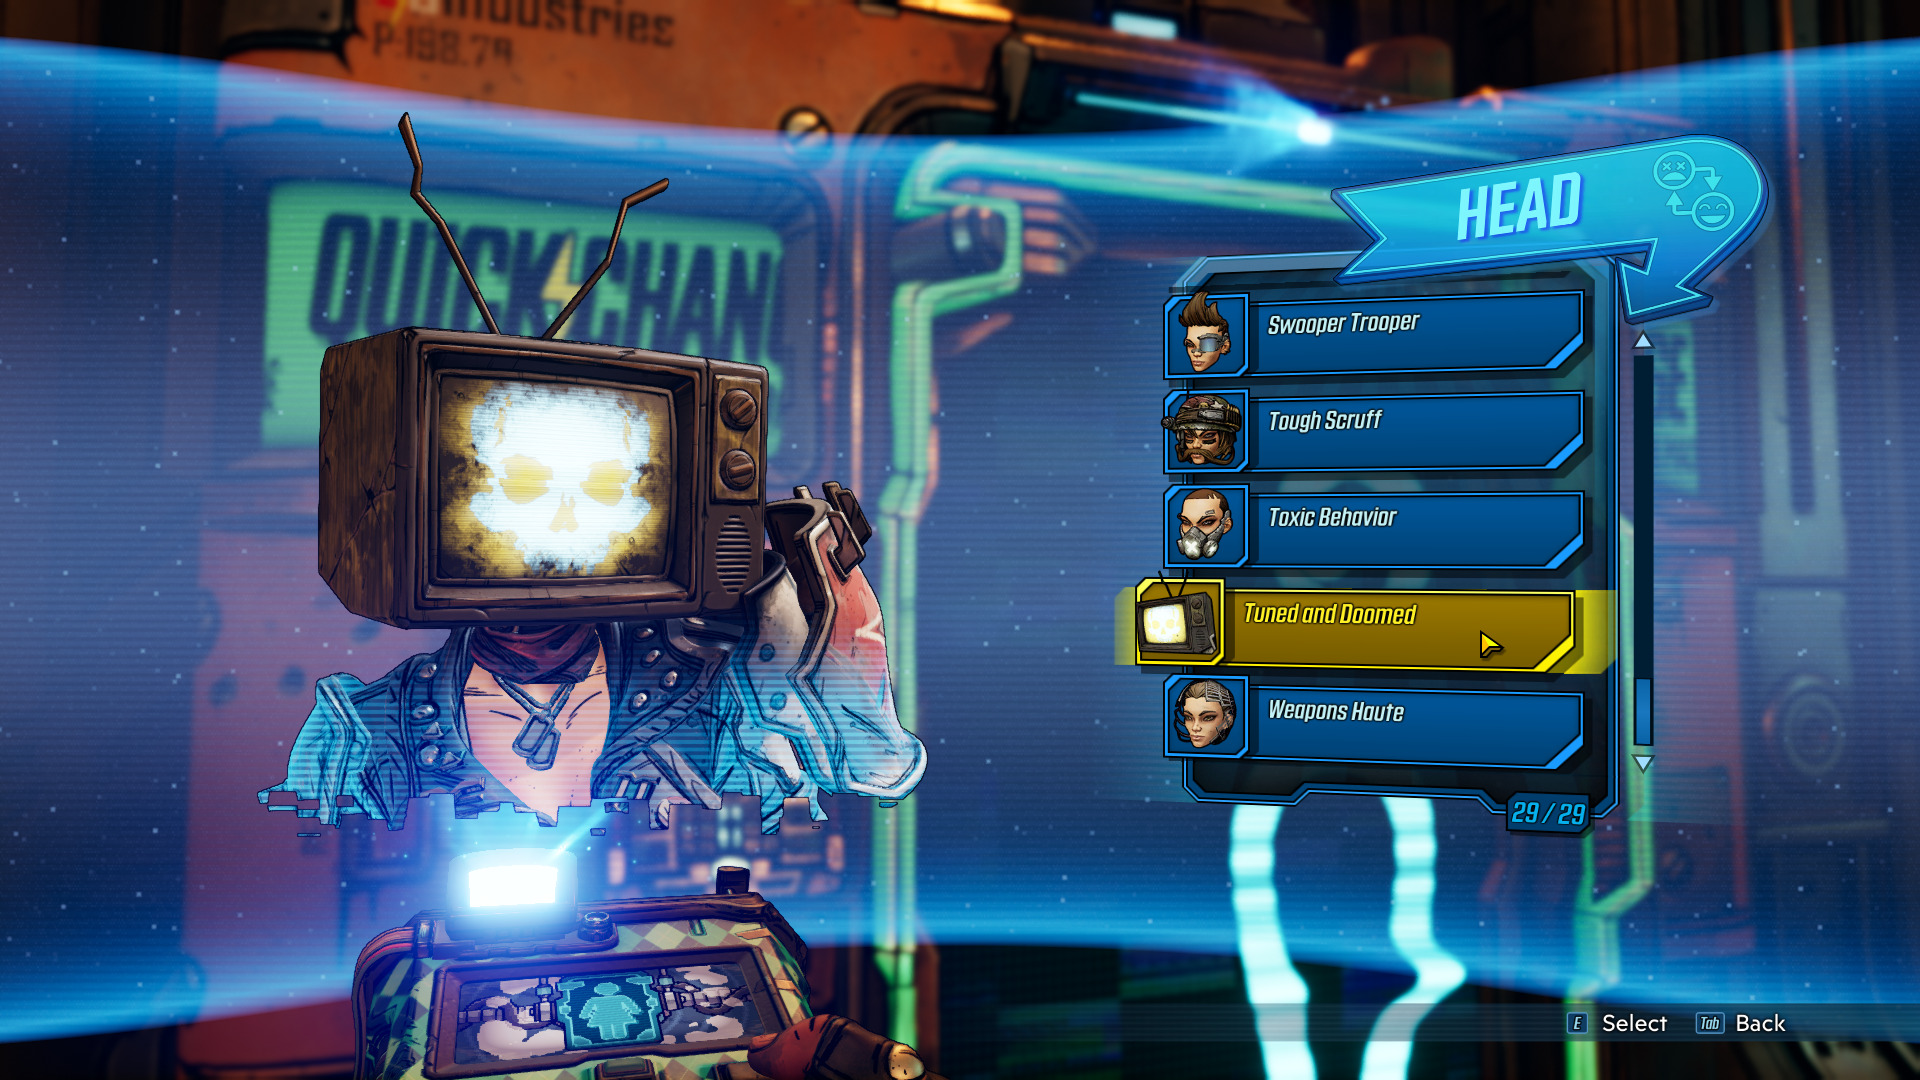 Industries
P-198.79
QUICK CHAN
HEAD
Swooper Trooper
Tough Scruff
Toxic Behavior
Tuned and Doomed
Weapons Haute
29 / 29
E Select Tab Back